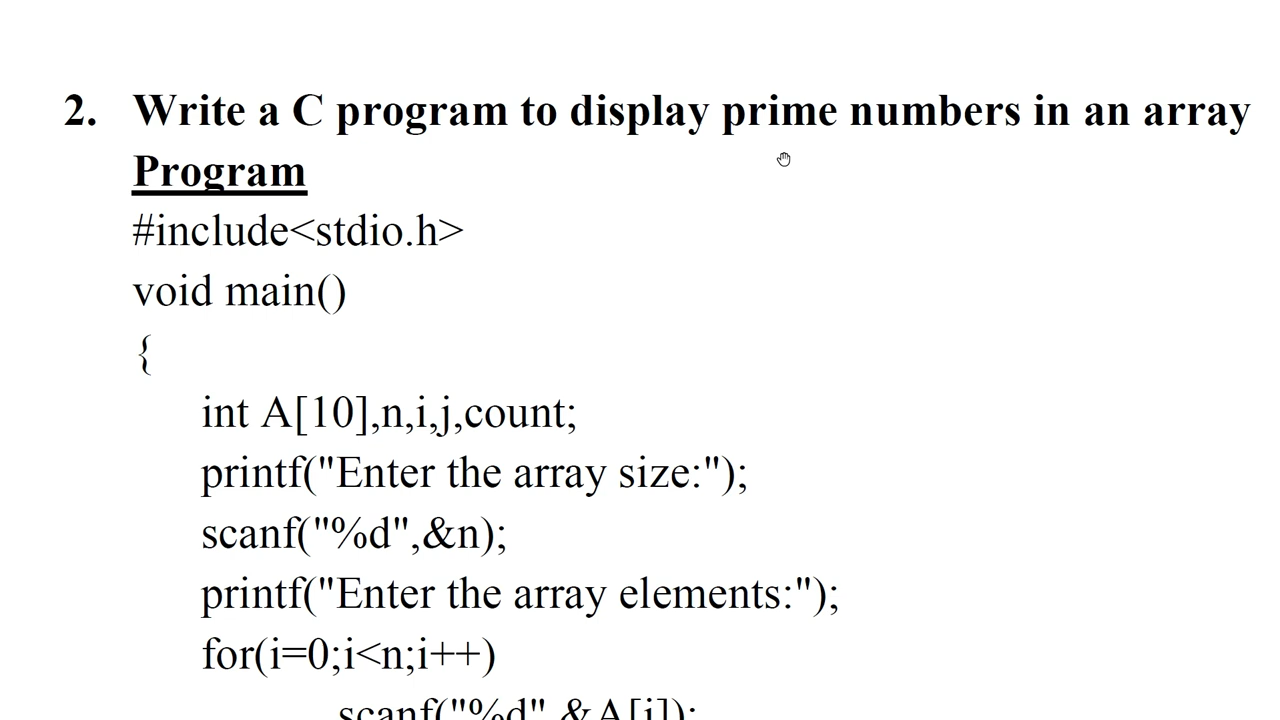 2. Write a C program to display prime numbers in an array
Program
#include<stdio.h>
void main()
{
int A[10],n,i,j,count;
printf("Enter the array size:");
scanf("%d",&n);
printf("Enter the array elements:");
for(i=0;i<n;i++)
scanf("%d",&A[i]);